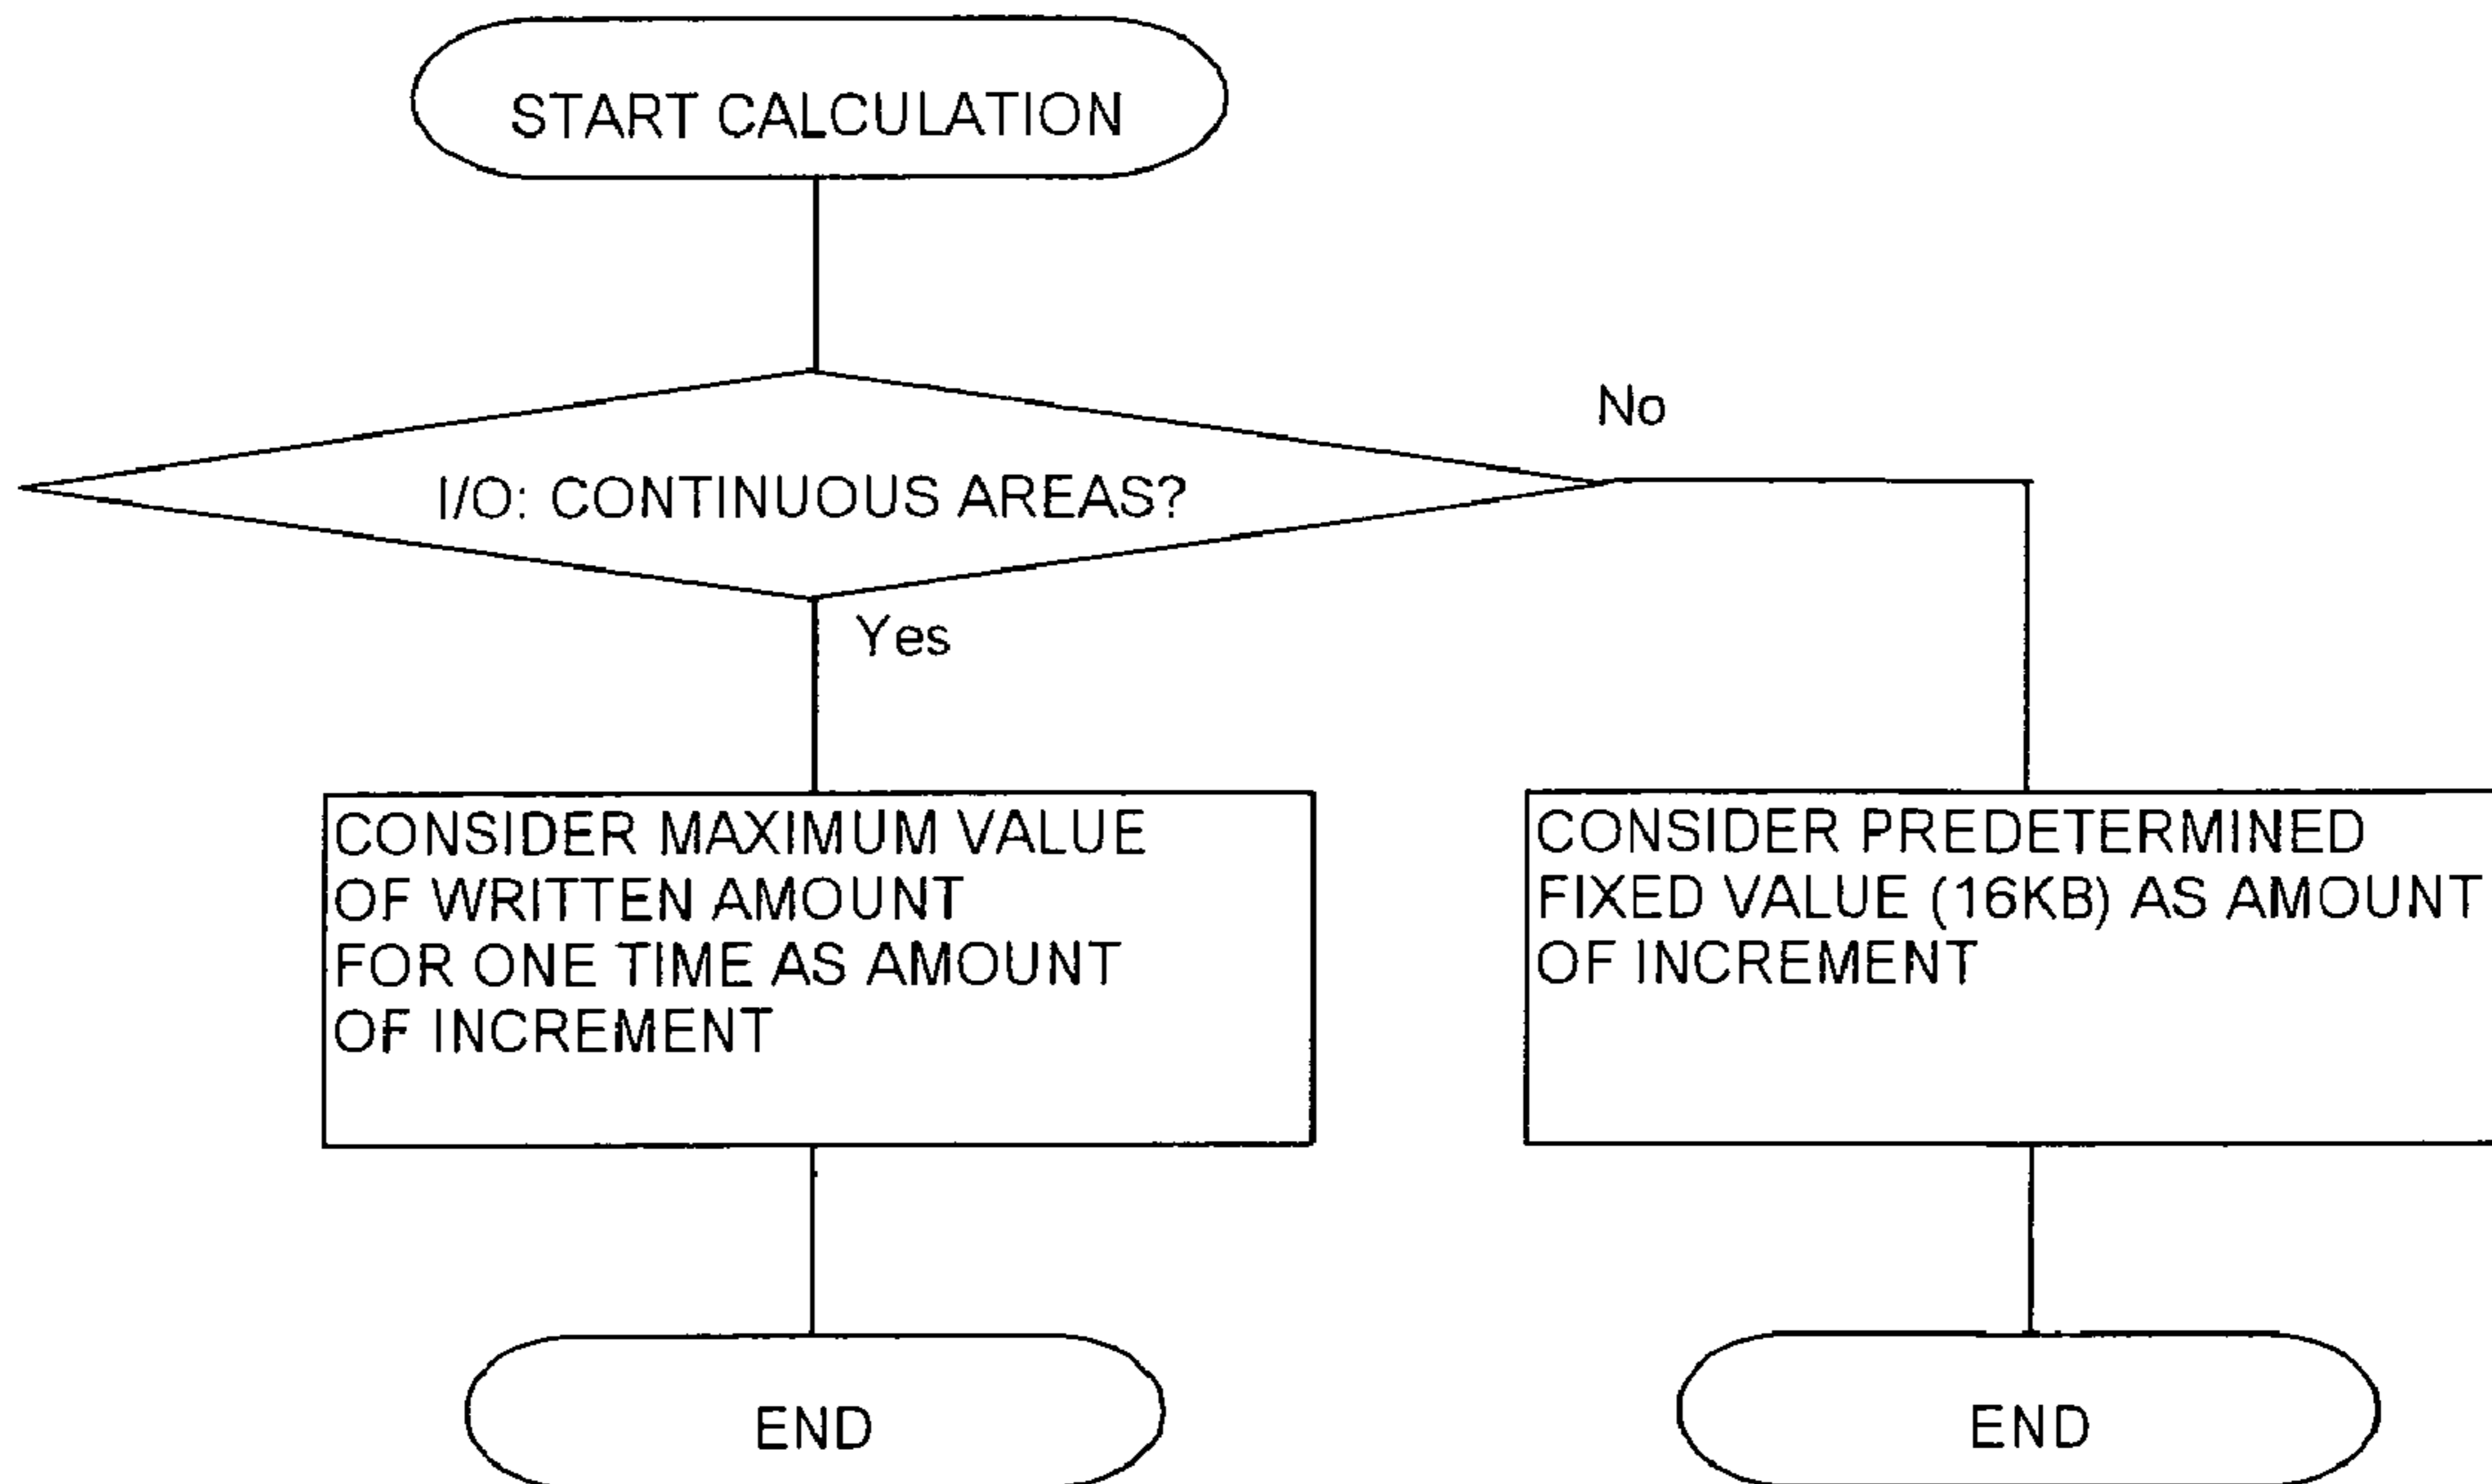 START CALCULATION
No
I/O: CONTINUOUS AREAS?
Yes
CONSIDER MAXIMUM VALUE
OF WRITTEN AMOUNT
FOR ONE TIME AS AMOUNT
OF INCREMENT
CONSIDER PREDETERMINED
FIXED VALUE (16KB) AS AMOUNT
OF INCREMENT
END
END